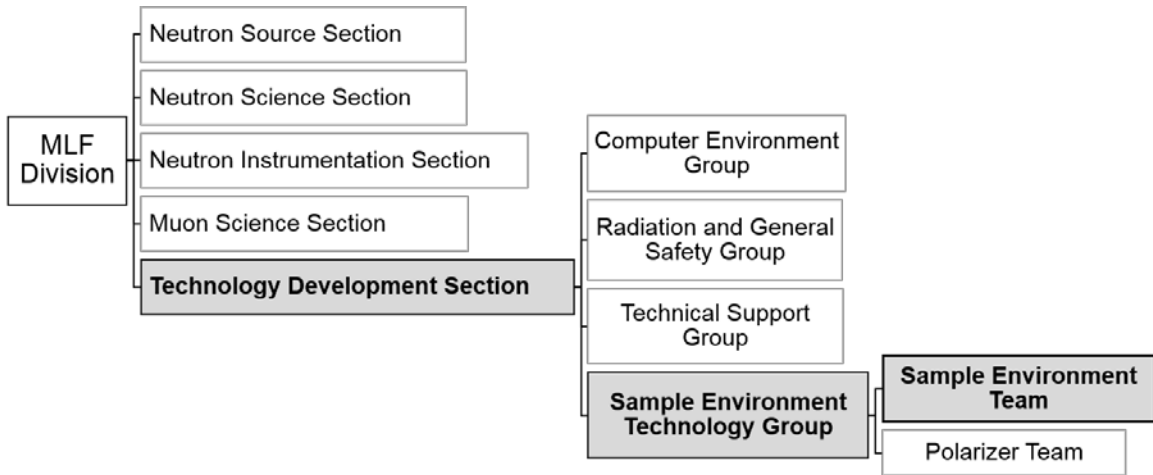 MLF
Division
Neutron Source Section
Neutron Science Section
Neutron Instrumentation Section
Muon Science Section
Technology Development Section
Computer Environment
Group
Radiation and General
Safety Group
Technical Support
Group
Sample Environment
Technology Group
Sample Environment
Team
Polarizer Team